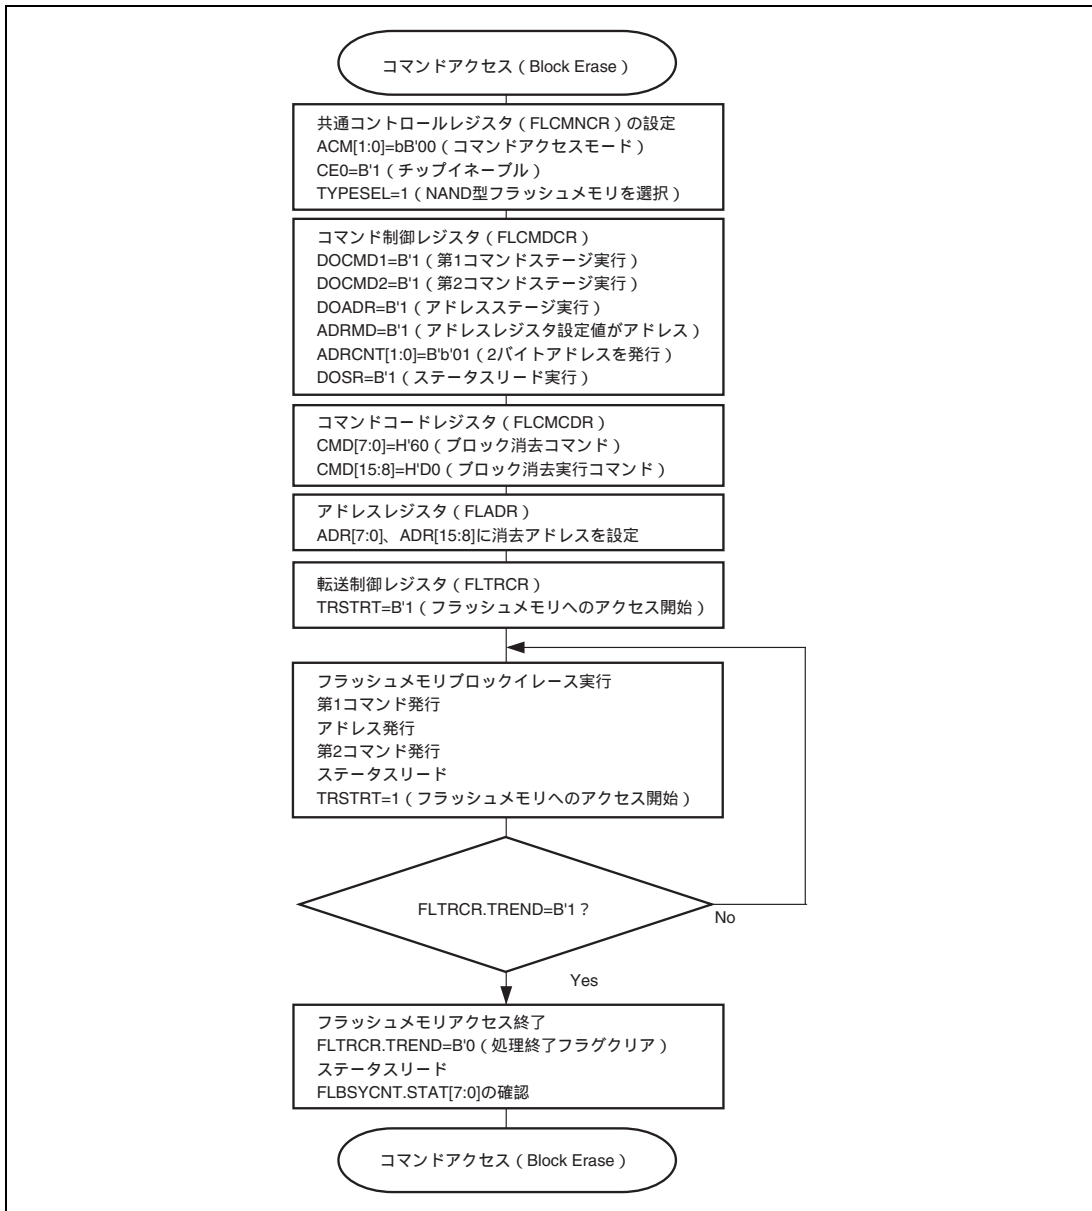 コマンドアクセス（Block Erase）
共通コントロールレジスタ（FLCMNCR）の設定
ACM[1:0]=bB'00（コマンドアクセスモード）
CE0=B'1（チップイネーブル）
TYPESEL=1（NAND型フラッシュメモリを選択）
コマンド制御レジスタ（FLCMDCR）
DOCMD1=B'1（第1コマンドステージ実行）
DOCMD2=B'1（第2コマンドステージ実行）
DOADR=B'1（アドレスステージ実行）
ADRMD=B'1（アドレスレジスタ設定値がアドレス）
ADRCNT[1:0]=B'b'01（2バイトアドレスを発行）
DOSR=B'1（ステータスリード実行）
コマンドコードレジスタ（FLCMCDR）
CMD[7:0]=H'60（ブロック消去コマンド）
CMD[15:8]=H'D0（ブロック消去実行コマンド）
アドレスレジスタ（FLADR）
ADR[7:0]、ADR[15:8]に消去アドレスを設定
転送制御レジスタ（FLTRCR）
TRSTRT=B'1（フラッシュメモリへのアクセス開始）
フラッシュメモリブロックイレース実行
第1コマンド発行
アドレス発行
第2コマンド発行
ステータスリード
TRSTRT=1（フラッシュメモリへのアクセス開始）
FLTRCR.TREND=B'1？
No
Yes
フラッシュメモリアクセス終了
FLTRCR.TREND=B'0（処理終了フラグクリア）
ステータスリード
FLBSYCNT.STAT[7:0]の確認
コマンドアクセス（Block Erase）